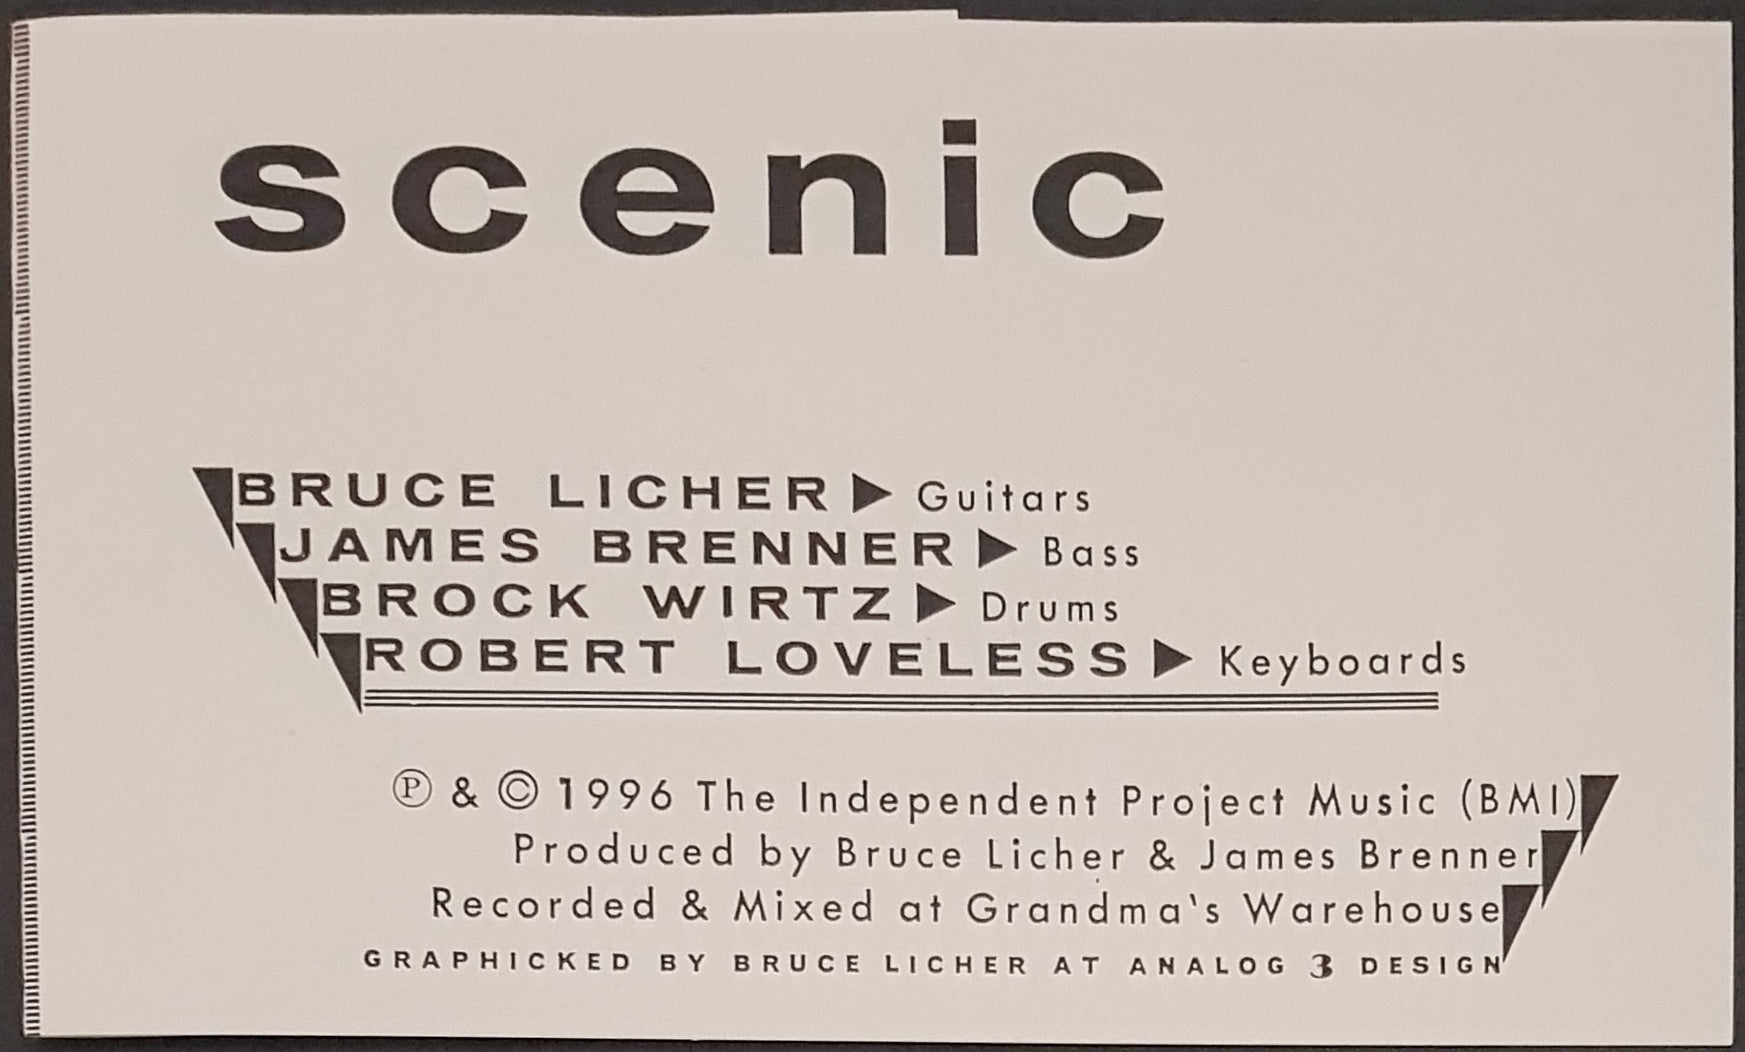 scenic
BRUCE LICHER ▶ Guitars
JAMES BRENNER ▶ Bass
BROCK WIRTZ ▶ Drums
ROBERT LOVELESS ▶ Keyboards
Ⓟ & © 1996 The Independent Project Music (BMI)
Produced by Bruce Licher & James Brenner
Recorded & Mixed at Grandma's Warehouse
GRAPHICKED BY BRUCE LICHER AT ANALOG 3 DESIGN